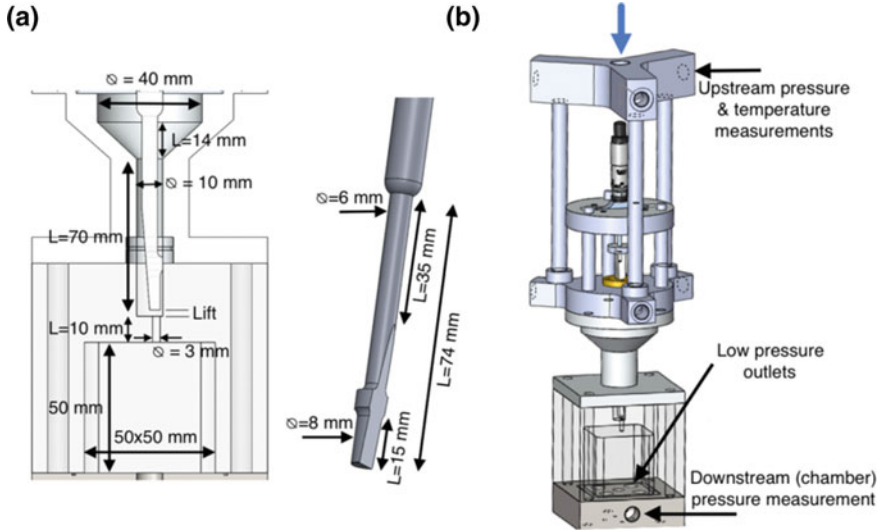 (a)
⌀ = 40 mm
L=14 mm
⌀ = 10 mm
L=70 mm
Lift
L=10 mm
⌀ = 3 mm
50 mm
50x50 mm
⌀=6 mm
L=35 mm
L=74 mm
⌀=8 mm
L=15 mm
(b)
Upstream pressure
& temperature
measurements
Low pressure
outlets
Downstream (chamber)
pressure measurement